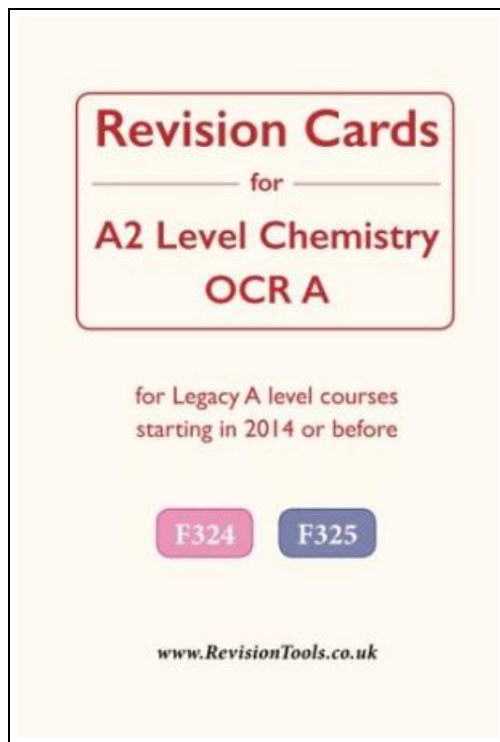 Revision Cards
for
A2 Level Chemistry
OCR A
for Legacy A level courses
starting in 2014 or before
F324 F325
www.RevisionTools.co.uk